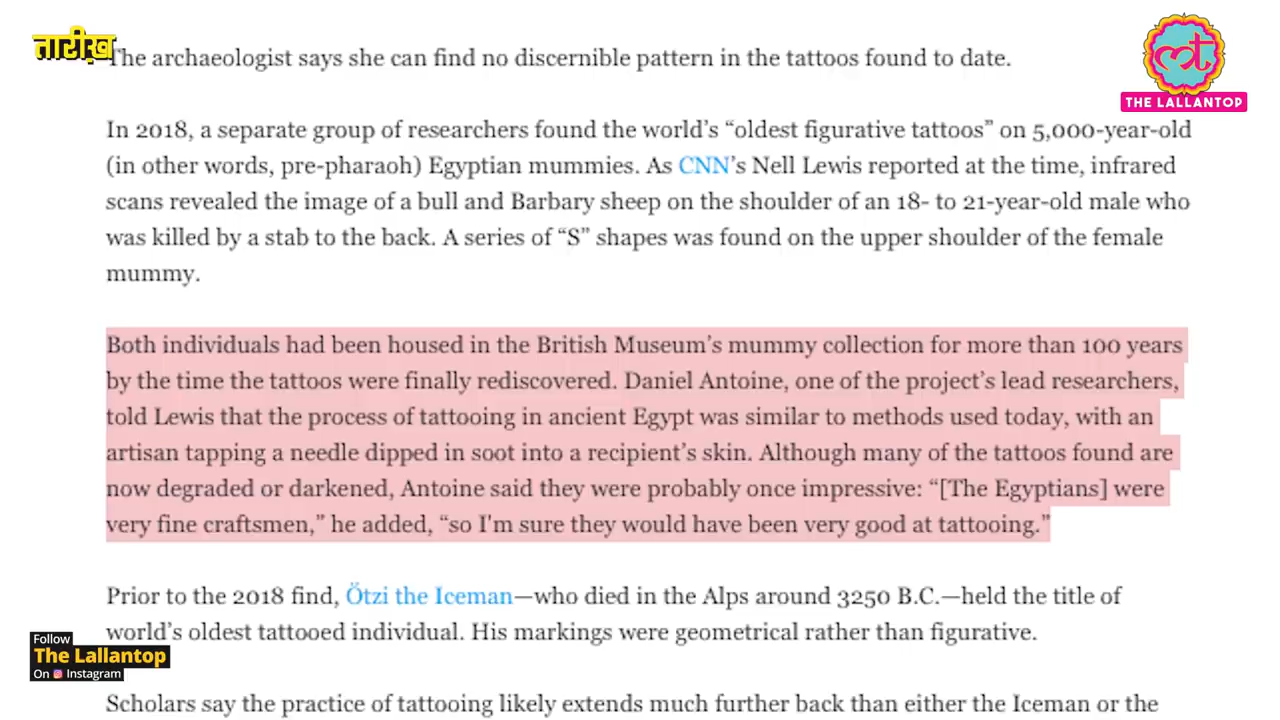 तारीख़
The archaeologist says she can find no discernible pattern in the tattoos found to date.
THE LALLANTOP
In 2018, a separate group of researchers found the world’s “oldest figurative tattoos” on 5,000-year-old
(in other words, pre-pharaoh) Egyptian mummies. As CNN’s Nell Lewis reported at the time, infrared
scans revealed the image of a bull and Barbary sheep on the shoulder of an 18- to 21-year-old male who
was killed by a stab to the back. A series of “S” shapes was found on the upper shoulder of the female
mummy.
Both individuals had been housed in the British Museum’s mummy collection for more than 100 years
by the time the tattoos were finally rediscovered. Daniel Antoine, one of the project’s lead researchers,
told Lewis that the process of tattooing in ancient Egypt was similar to methods used today, with an
artisan tapping a needle dipped in soot into a recipient’s skin. Although many of the tattoos found are
now degraded or darkened, Antoine said they were probably once impressive: “[The Egyptians] were
very fine craftsmen,” he added, “so I'm sure they would have been very good at tattooing.”
Prior to the 2018 find, Ötzi the Iceman—who died in the Alps around 3250 B.C.—held the title of
world’s oldest tattooed individual. His markings were geometrical rather than figurative.
Follow
The Lallantop
On Instagram
Scholars say the practice of tattooing likely extends much further back than either the Iceman or the